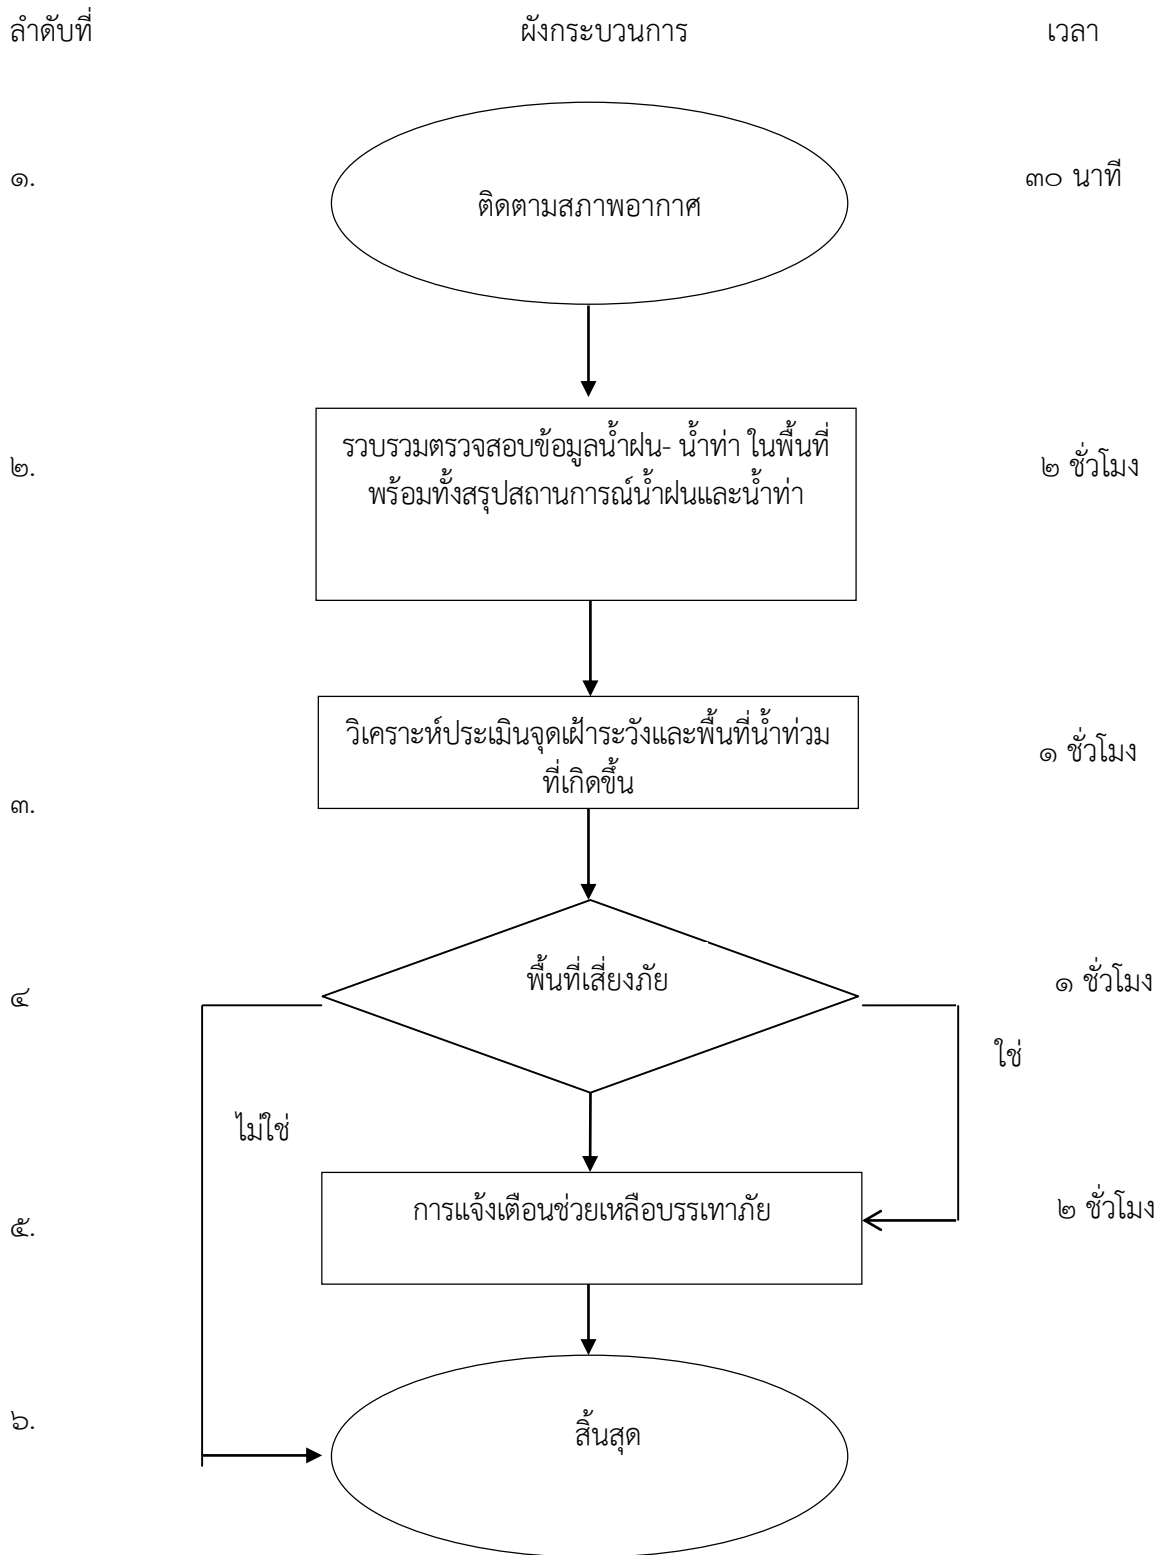 ลำดับที่ ผังกระบวนการ เวลา
๑. ติดตามสภาพอากาศ ๓๐ นาที
๒. รวบรวมตรวจสอบข้อมูลน้ำฝน- น้ำท่า ในพื้นที่ ๒ ชั่วโมง
พร้อมทั้งสรุปสถานการณ์น้ำฝนและน้ำท่า
วิเคราะห์ประเมินจุดเฝ้าระวังและพื้นที่น้ำท่วม ๑ ชั่วโมง
ที่เกิดขึ้น
๓.
พื้นที่เสี่ยงภัย ๑ ชั่วโมง
๔
ใช่
ไม่ใช่
การแจ้งเตือนช่วยเหลือบรรเทาภัย ๒ ชั่วโมง
๕.
๖. สิ้นสุด